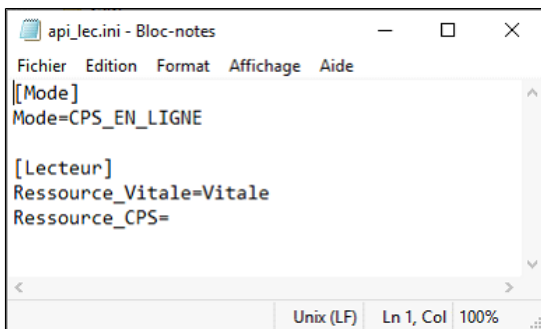 api_lec.ini - Bloc-notes
Fichier Edition Format Affichage Aide
[Mode]
Mode=CPS_EN_LIGNE
[Lecteur]
Ressource_Vitale=Vitale
Ressource_CPS=
Unix (LF) Ln 1, Col 100%